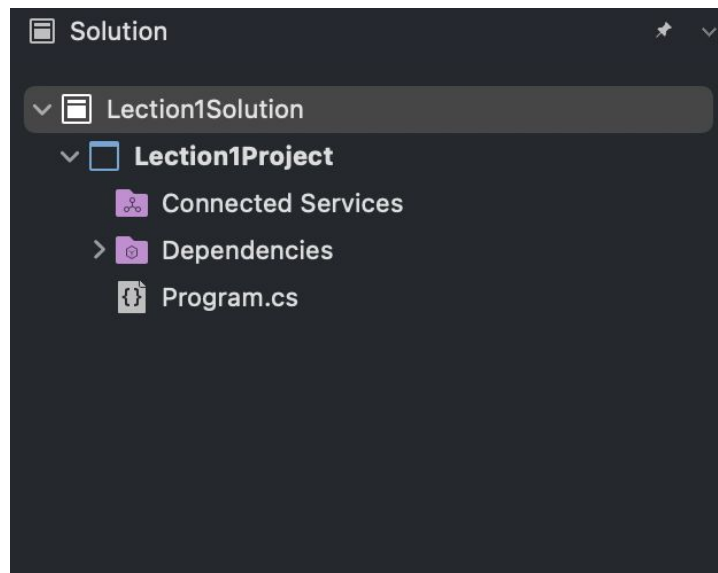 Solution
Lection1Solution
Lection1Project
Connected Services
Dependencies
{} Program.cs